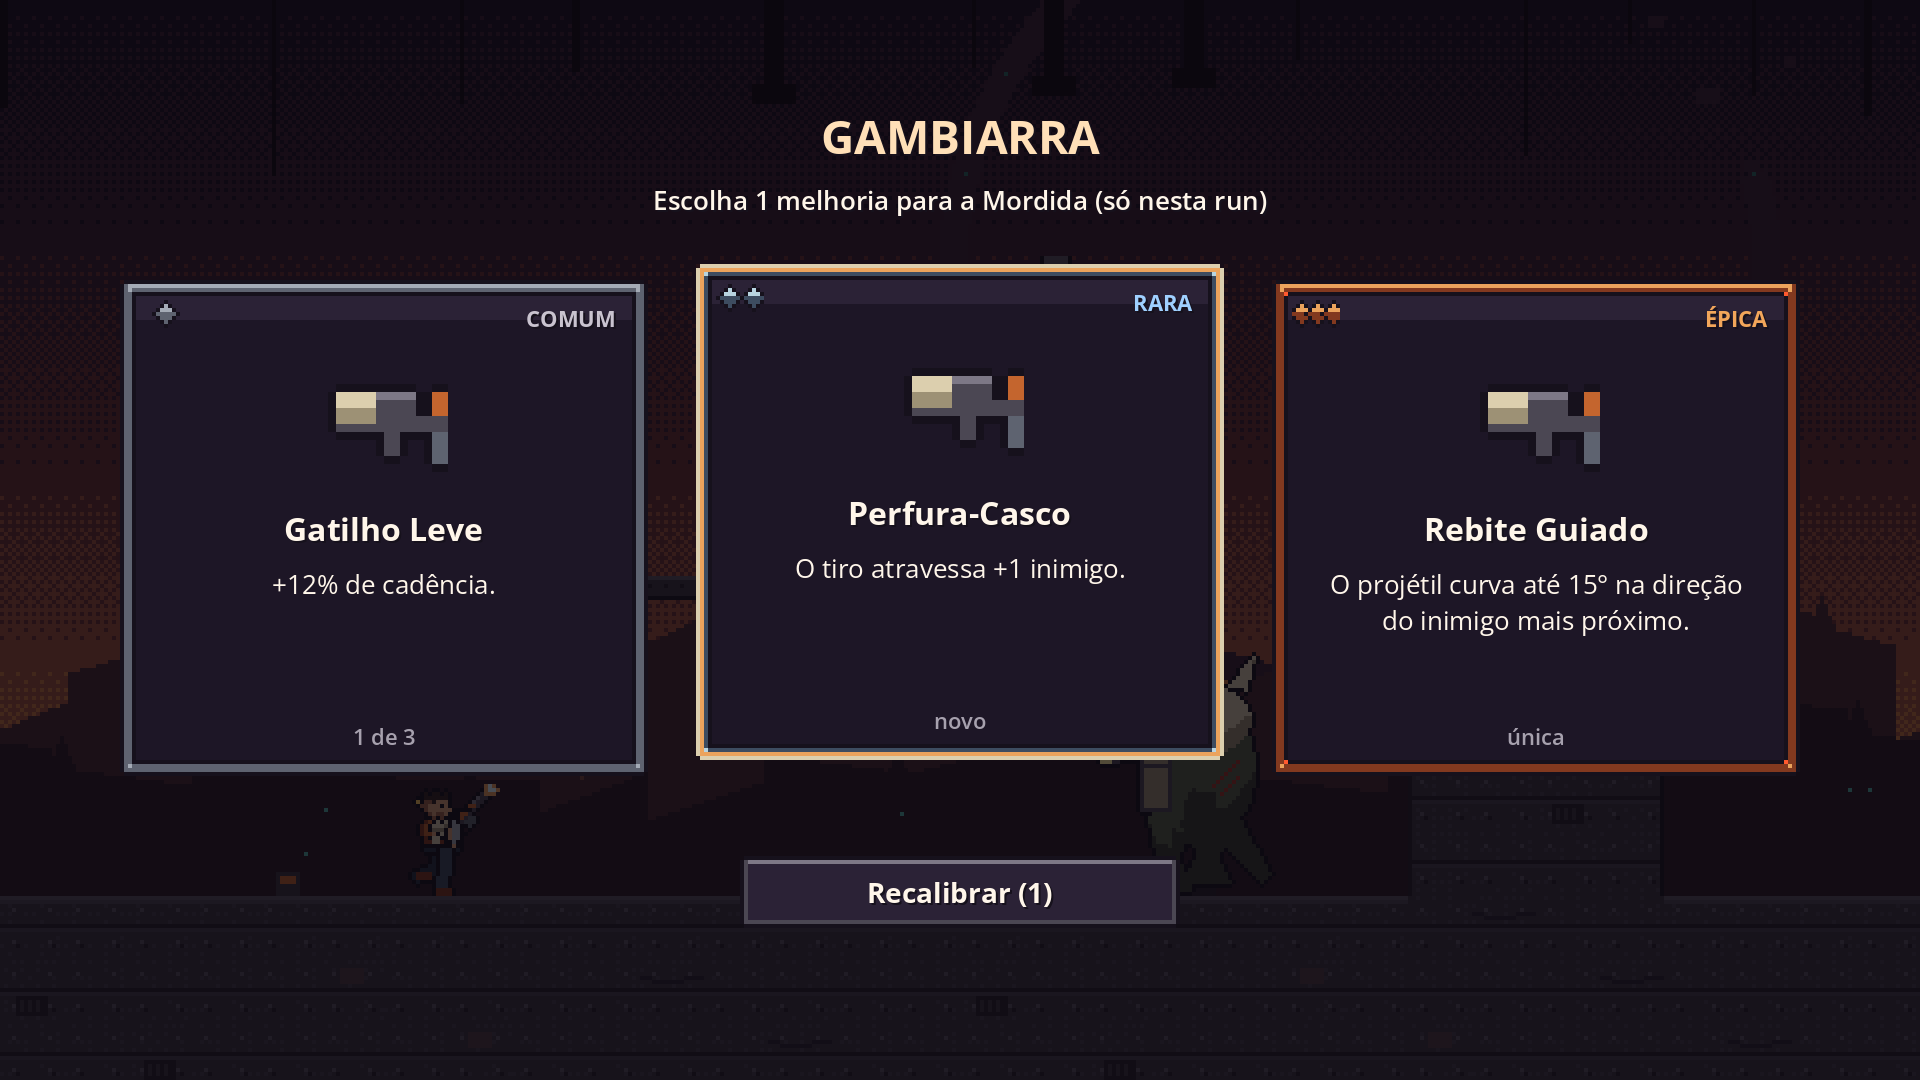 GAMBIARRA
Escolha 1 melhoria para a Mordida (só nesta run)
COMUM
Gatilho Leve
+12% de cadência.
1 de 3
RARA
Perfura-Casco
O tiro atravessa +1 inimigo.
novo
ÉPICA
Rebite Guiado
O projétil curva até 15° na direção
do inimigo mais próximo.
única
Recalibrar (1)